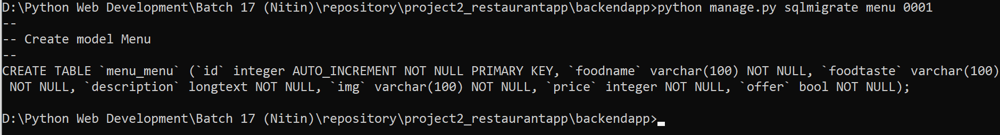 D:\Python Web Development\Batch 17 (Nitin)\repository\project2_restaurantapp\backendapp>python manage.py sqlmigrate menu 0001
--
-- Create model Menu
--
CREATE TABLE `menu_menu` (`id` integer AUTO_INCREMENT NOT NULL PRIMARY KEY, `foodname` varchar(100) NOT NULL, `foodtaste` varchar(100)
 NOT NULL, `description` longtext NOT NULL, `img` varchar(100) NOT NULL, `price` integer NOT NULL, `offer` bool NOT NULL);
D:\Python Web Development\Batch 17 (Nitin)\repository\project2_restaurantapp\backendapp>